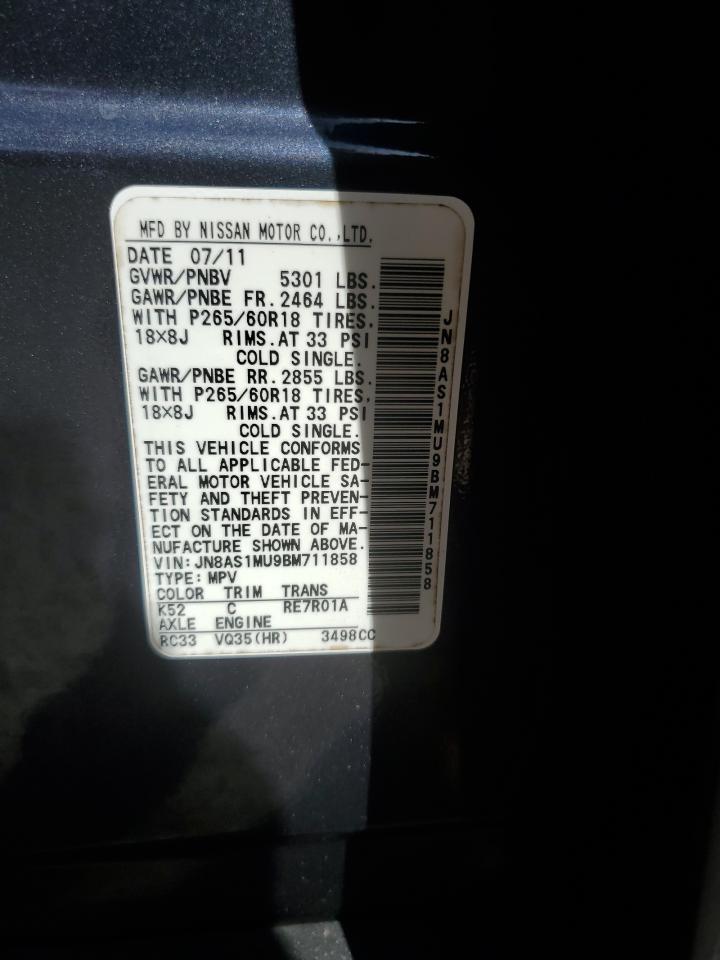 MFD BY NISSAN MOTOR CO.,LTD.
DATE 07/11
GVWR/PNBV 5301 LBS.
GAWR/PNBE FR. 2464 LBS.
WITH P265/60R18 TIRES,
18×8J RIMS.AT 33 PSI
COLD SINGLE.
GAWR/PNBE RR. 2855 LBS.
WITH P265/60R18 TIRES,
18×8J RIMS.AT 33 PSI
COLD SINGLE.
THIS VEHICLE CONFORMS
TO ALL APPLICABLE FED-
ERAL MOTOR VEHICLE SA-
FETY AND THEFT PREVEN-
TION STANDARDS IN EFF-
ECT ON THE DATE OF MA-
NUFACTURE SHOWN ABOVE.
VIN:JN8AS1MU9BM711858
TYPE:MPV
COLOR TRIM TRANS
K52 C RE7R01A
AXLE ENGINE
RC33 VQ35(HR) 3498CC
JN8AS1MU9BM711858